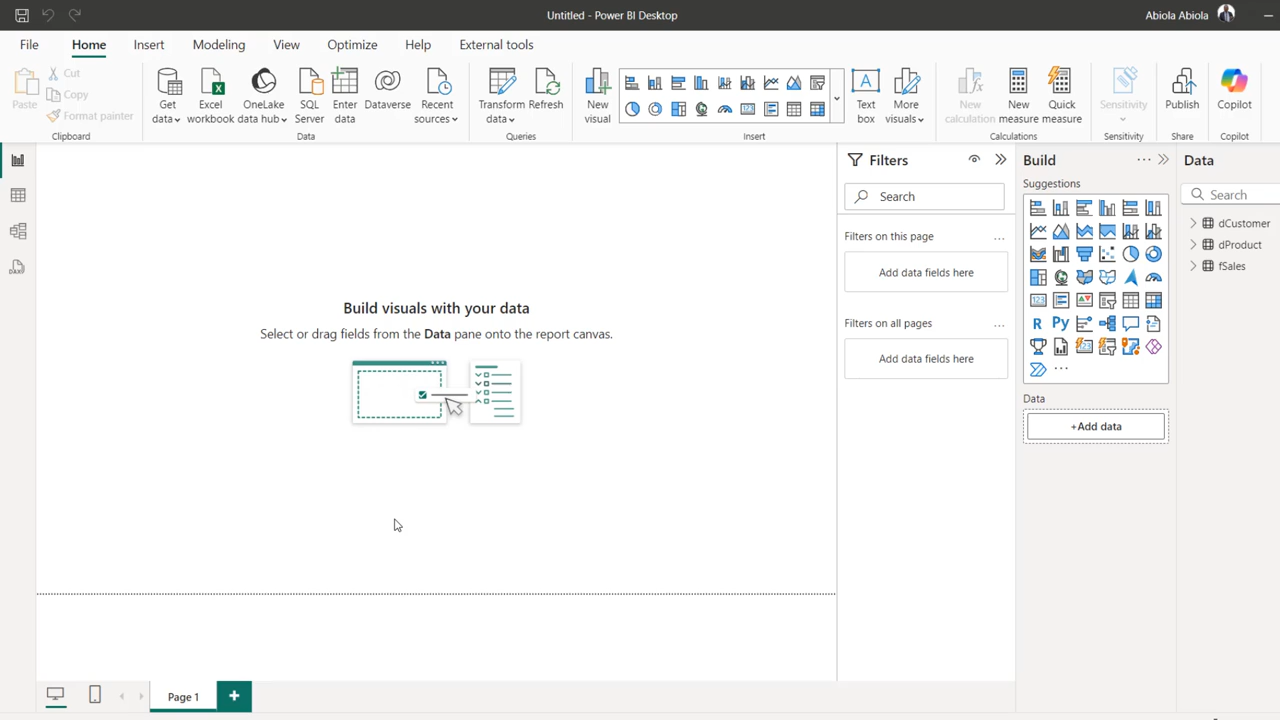 Untitled - Power BI Desktop
Abiola Abiola
File Home Insert Modeling View Optimize Help External tools
Paste
Cut
Copy
Format painter
Clipboard
Get data
Excel workbook
OneLake data hub
SQL Server
Enter data
Dataverse
Recent sources
Data
Transform data
Refresh
Queries
New visual
Text box
More visuals
Insert
New calculation
New measure
Quick measure
Calculations
Sensitivity
Sensitivity
Publish
Share
Copilot
Copilot
Build visuals with your data
Select or drag fields from the Data pane onto the report canvas.
Filters
Search
Filters on this page
Add data fields here
Filters on all pages
Add data fields here
Build
Suggestions
123
R
Py
123
Data
+Add data
Data
Search
dCustomer
dProduct
fSales
Page 1